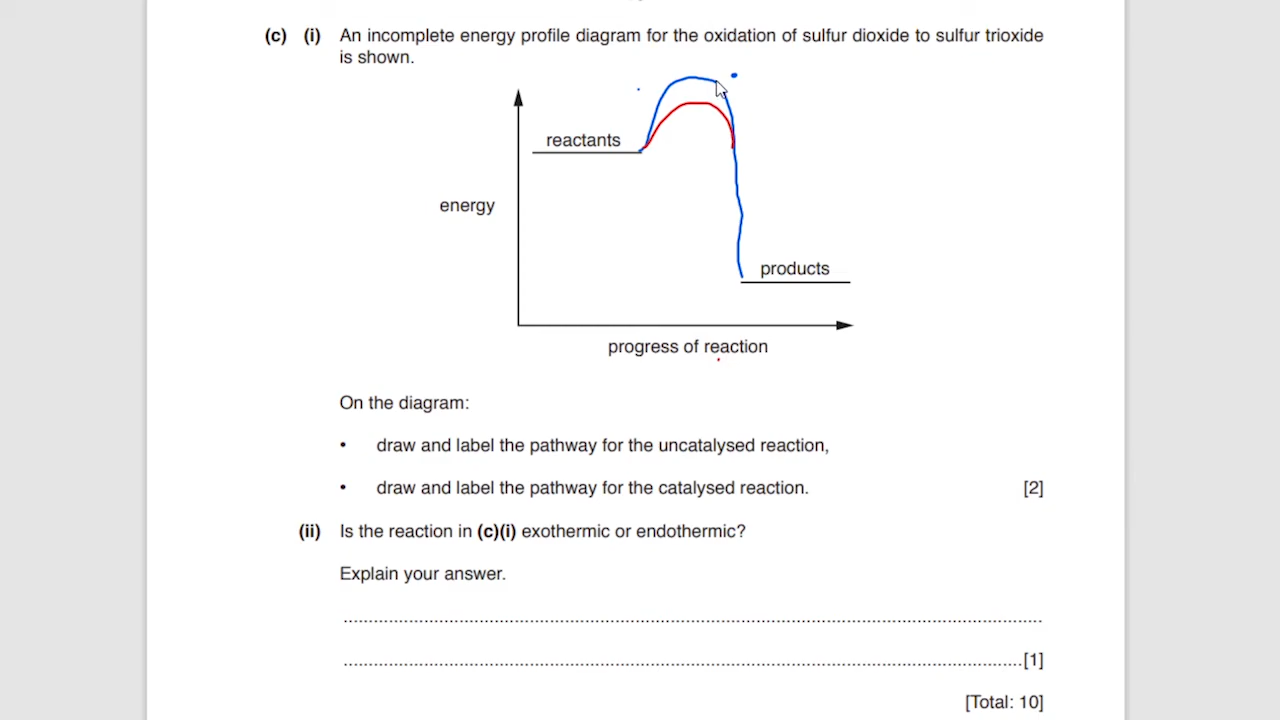 (c) (i) An incomplete energy profile diagram for the oxidation of sulfur dioxide to sulfur trioxide
is shown.
reactants
energy
products
progress of reaction
On the diagram:
• draw and label the pathway for the uncatalysed reaction,
• draw and label the pathway for the catalysed reaction. [2]
(ii) Is the reaction in (c)(i) exothermic or endothermic?
Explain your answer.
[1]
[Total: 10]